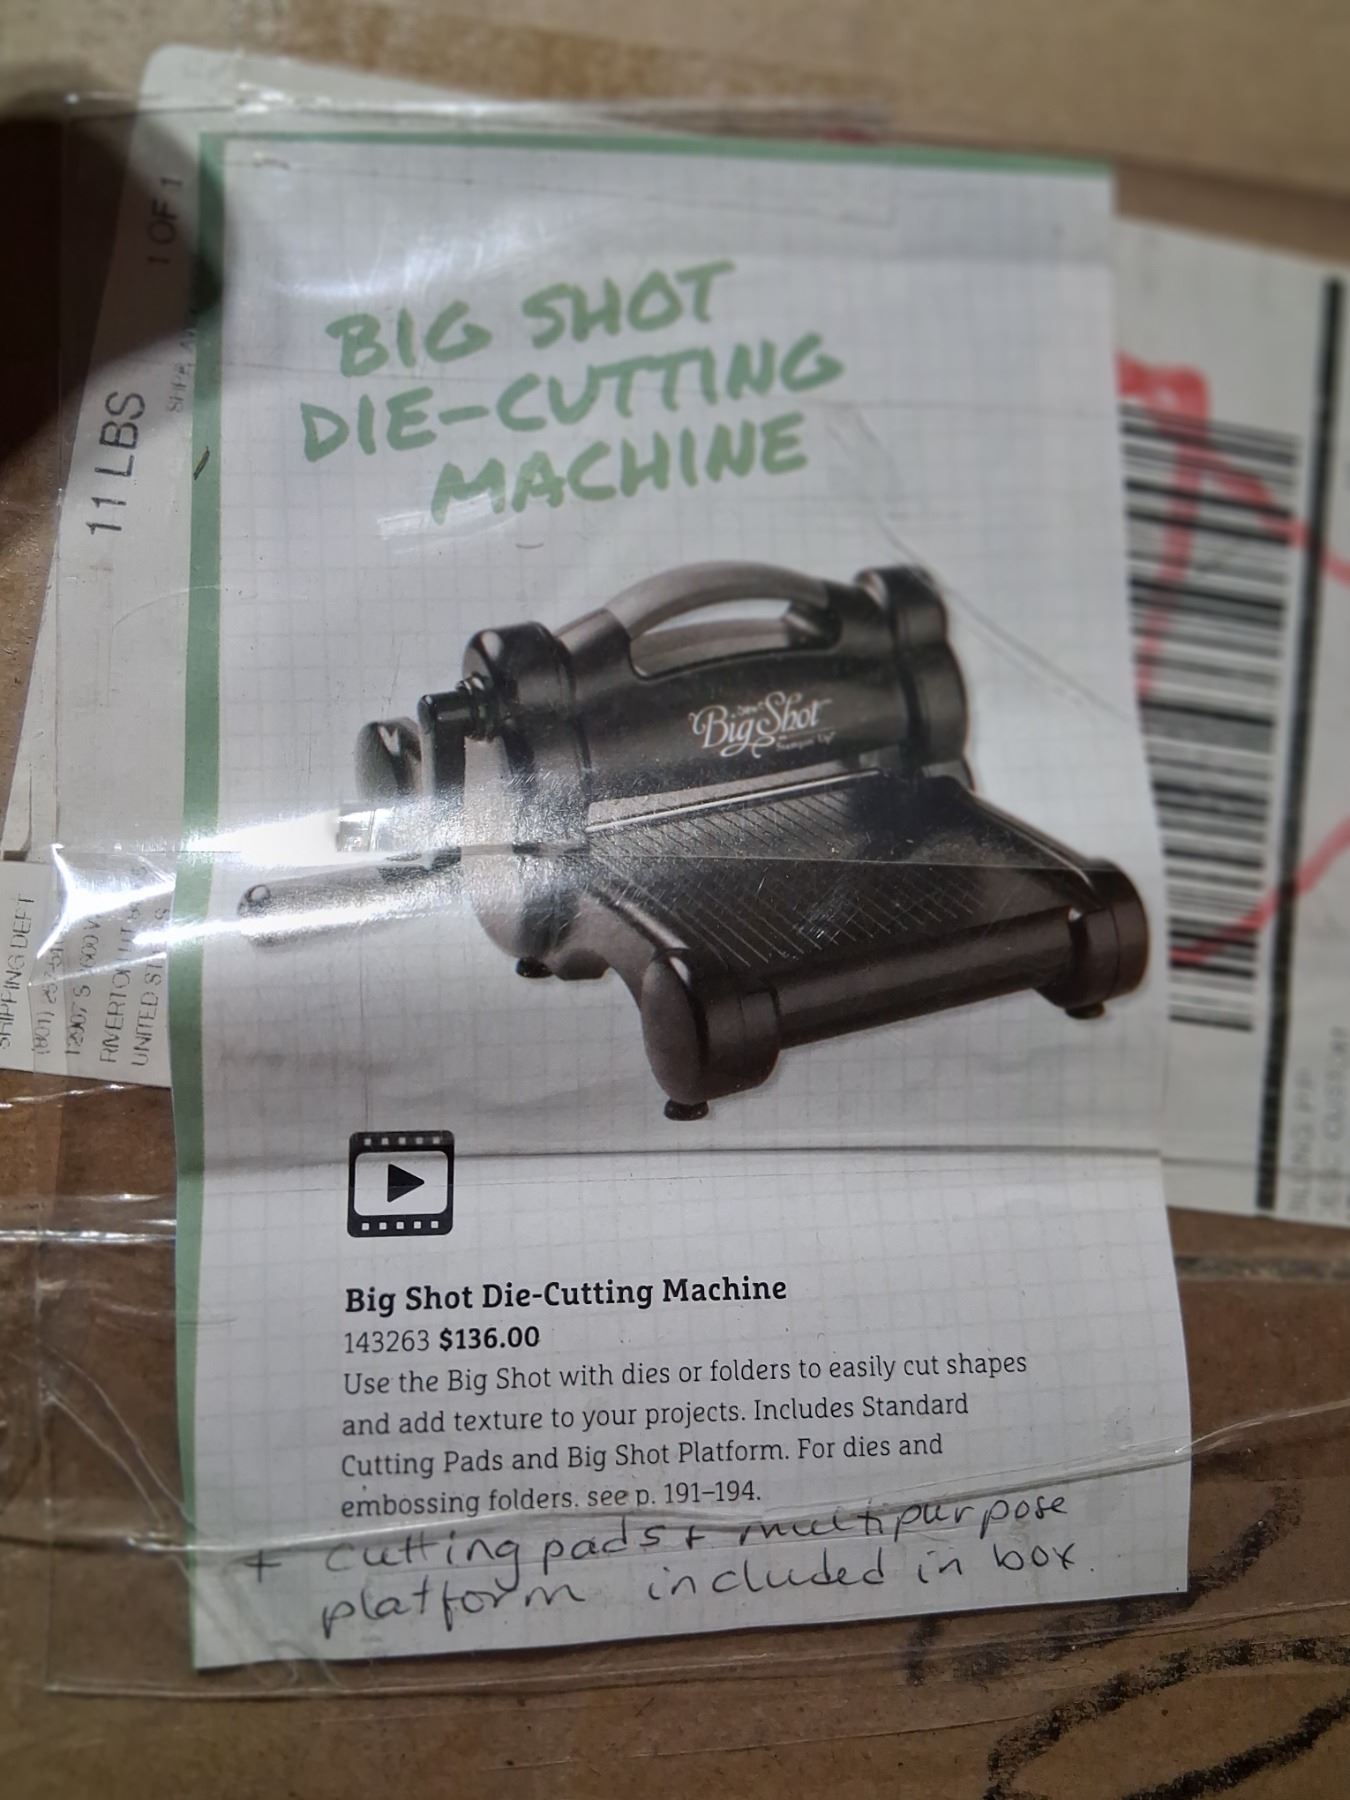 1 OF 1
11 LBS
SHIPPING DEPT
UNITED
BIG SHOT
DIE-CUTTING
MACHINE
Big Shot
Stampin' Up!
Big Shot Die-Cutting Machine
143263 $136.00
Use the Big Shot with dies or folders to easily cut shapes
and add texture to your projects. Includes Standard
Cutting Pads and Big Shot Platform. For dies and
embossing folders, see p. 191–194.
+ cutting pads + multipurpose
platform included in box.